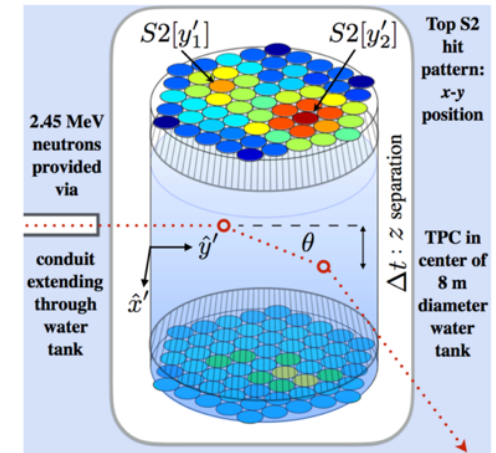 S2[y′₁]
S2[y′₂]
Top S2
hit
pattern:
x-y
position
2.45 MeV
neutrons
provided
via
conduit
extending
through
water
tank
ŷ′
x̂′
θ
Δt : z separation
TPC in
center of
8 m
diameter
water
tank